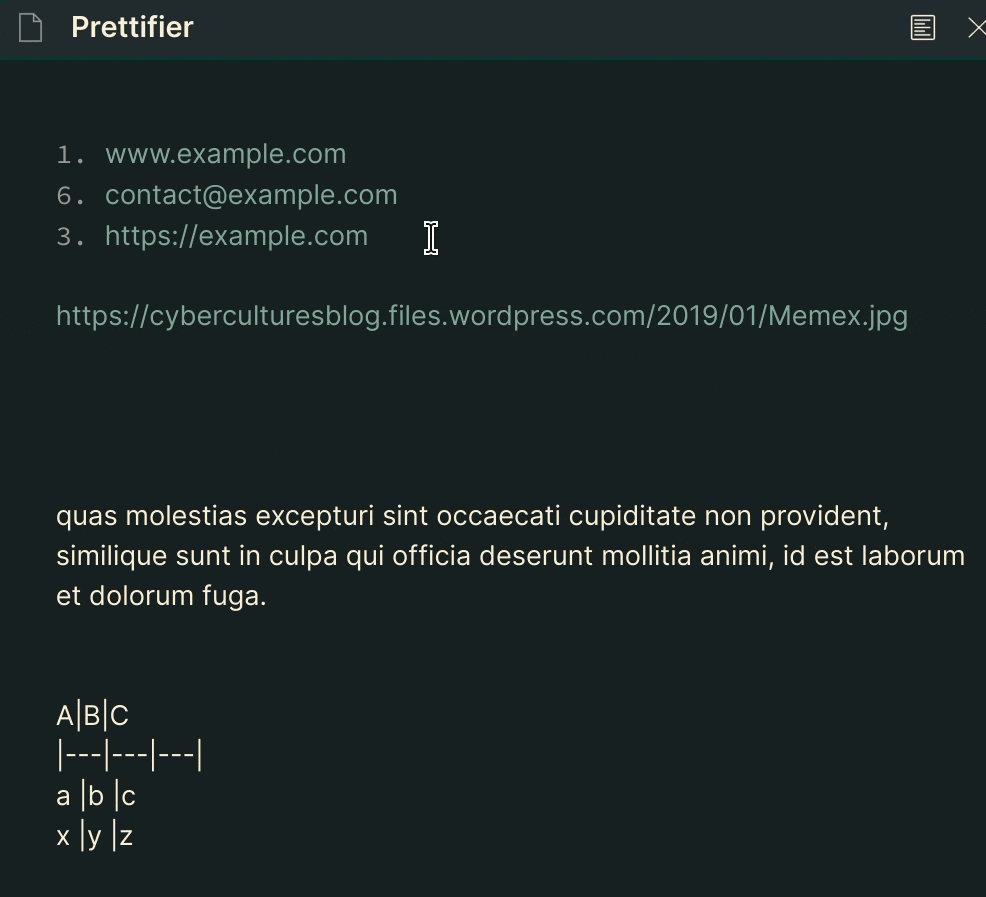 Prettifier
1. www.example.com
6. contact@example.com
3. https://example.com
https://cyberculturesblog.files.wordpress.com/2019/01/Memex.jpg
quas molestias excepturi sint occaecati cupiditate non provident,
similique sunt in culpa qui officia deserunt mollitia animi, id est laborum
et dolorum fuga.
A|B|C
|---|---|---|
a |b |c
x |y |z